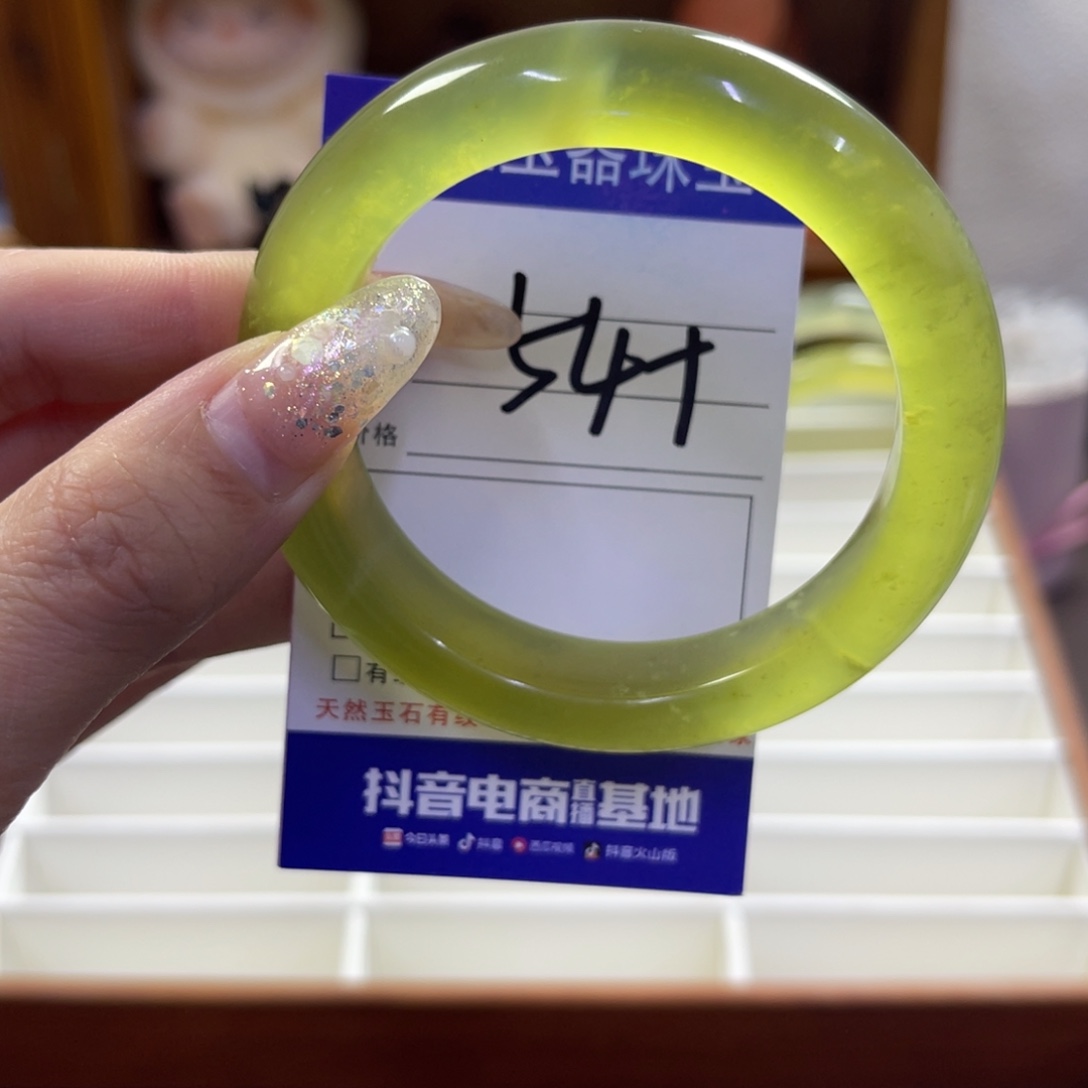 玉器珠宝
547
价格
有
天然玉石有纹
抖音电商直播基地
今日头条 抖音 西瓜视频 抖音火山版